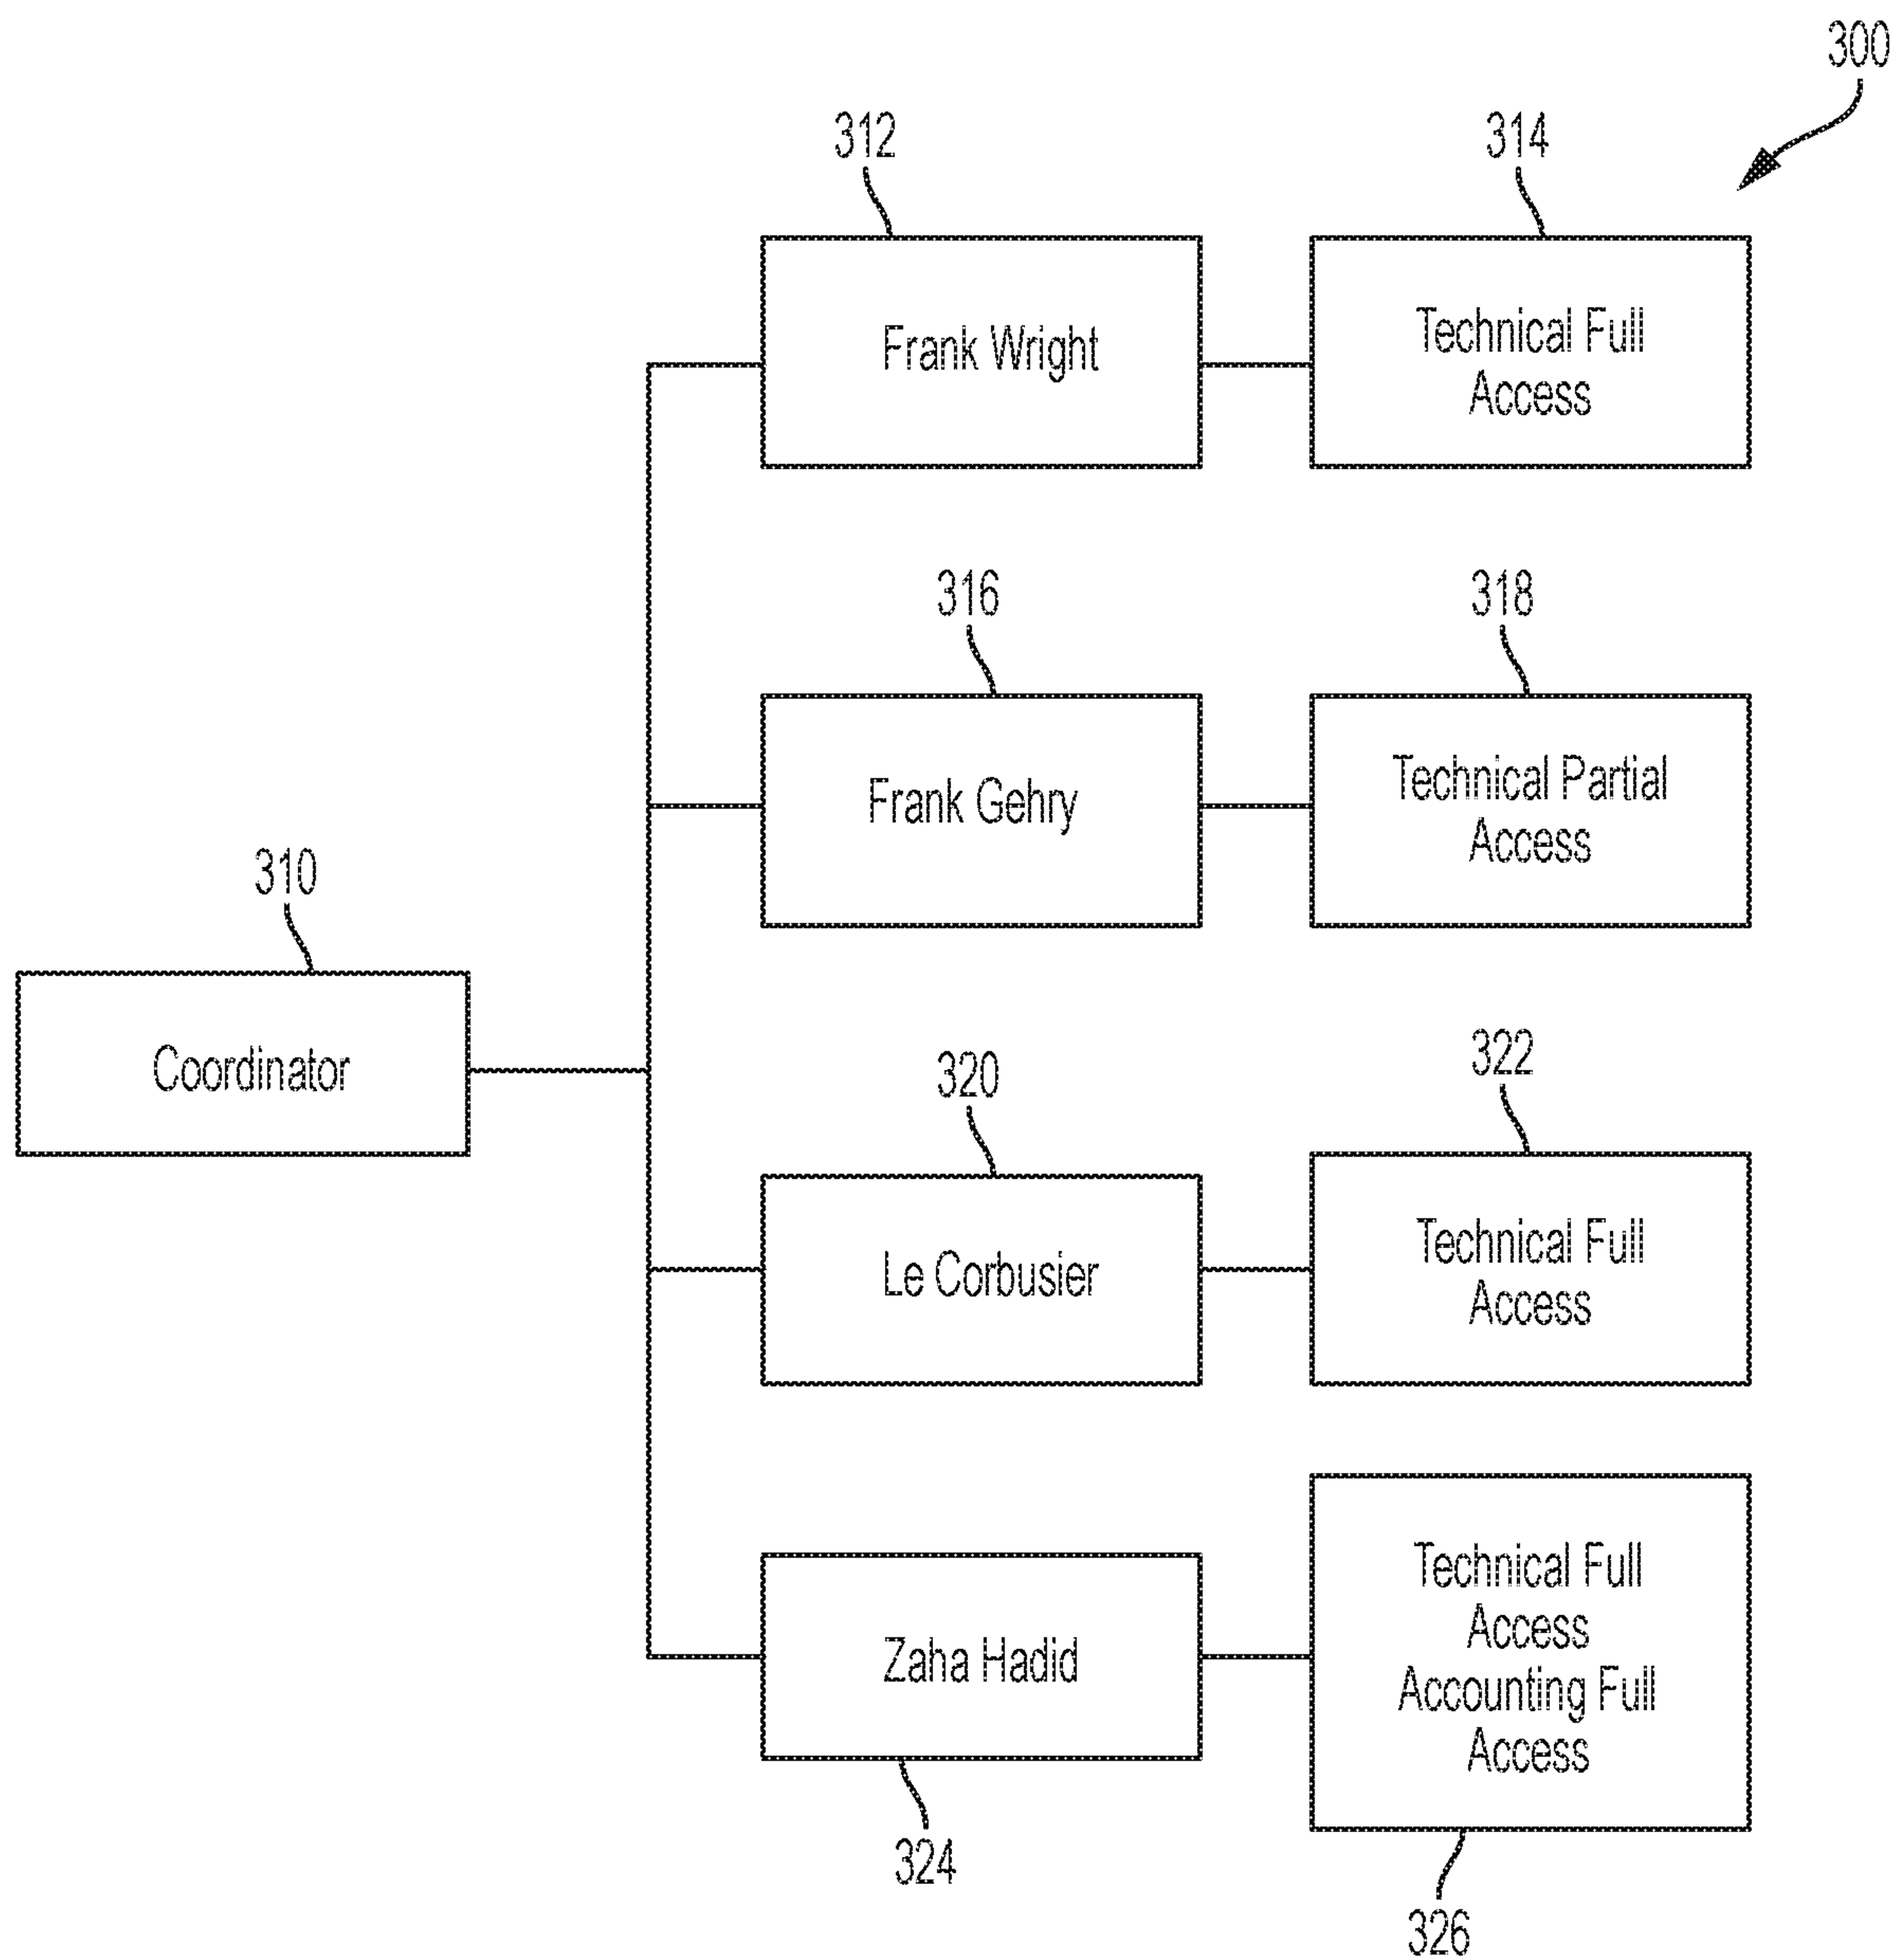 300
312
314
Frank Wright
Technical Full
Access
316
318
Frank Gehry
Technical Partial
Access
310
Coordinator
320
322
Le Corbusier
Technical Full
Access
Zaha Hadid
Technical Full
Access
Accounting Full
Access
324
326